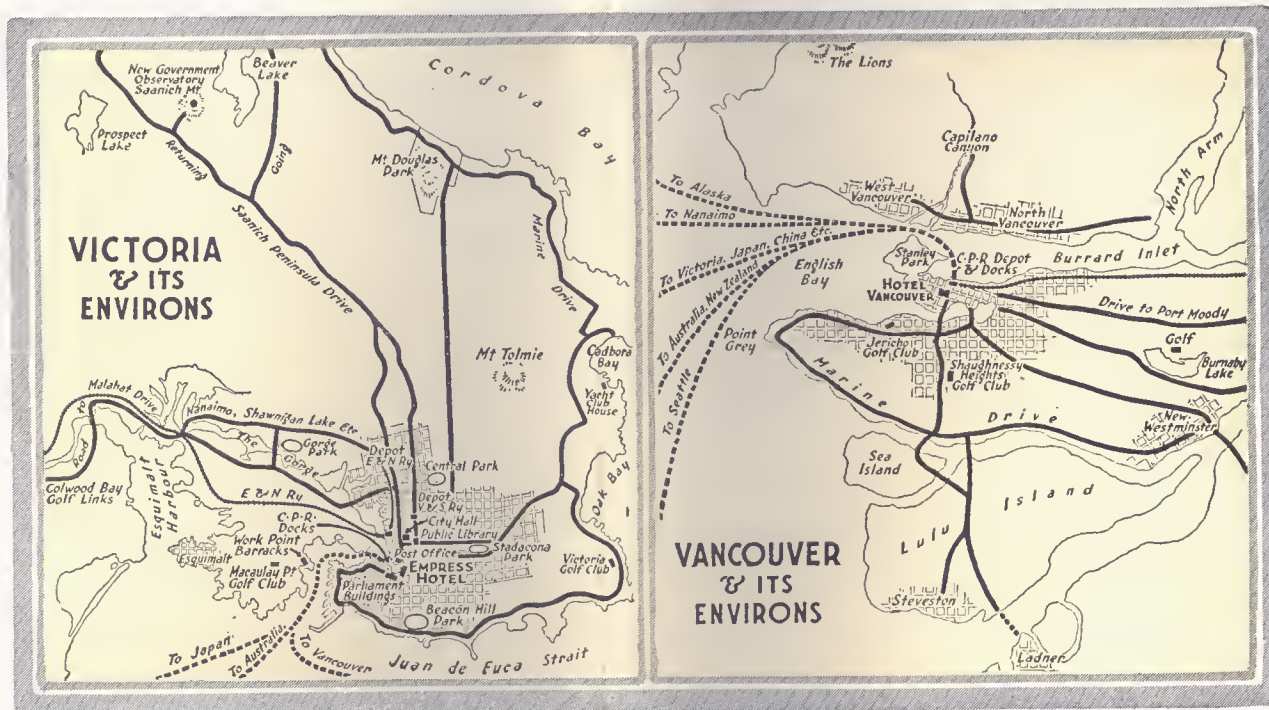 VICTORIA
& ITS
ENVIRONS
New Government
Observatory
Saanich Mt.
Beaver
Lake
Prospect
Lake
Returning
Going
Cordova Bay
Mt Douglas
Park
Saanich Peninsula Drive
Marine Drive
Mt Tolmie
Cadbora
Bay
Yacht
Club
House
Malahat Drive
Road to
Nanaimo, Shawnigan Lake Etc
The Gorge
Gorge
Park
Colwood Bay
Golf Links
Esquimalt
Harbour
E & N Ry
Depot
E & N Ry
Central Park
Depot
V. & S. Ry
City Hall
Public Library
C-P-R-
Docks
Work Point
Barracks
Esquimalt
Macaulay Pt
Golf Club
Post Office
EMPRESS
HOTEL
Stadacona
Park
Oak Bay
Victoria
Golf Club
Parliament
Buildings
Beacon Hill
Park
To Japan
To Australia
To Vancouver
Juan de Fuca Strait
VANCOUVER
& ITS
ENVIRONS
The Lions
Capilano
Canyon
North Arm
To Alaska
To Nanaimo
To Victoria, Japan, China Etc.
To Australia, New Zealand
To Seattle
West
Vancouver
North
Vancouver
Stanley
Park
C-P-R Depot
& Docks
Burrard Inlet
English
Bay
HOTEL
VANCOUVER
Drive to Port Moody
Point
Grey
Jericho
Golf Club
Golf
Burnaby
Lake
Shaughnessy
Heights
Golf Club
Marine Drive
New
Westminster
Sea
Island
Lulu Island
Steveston
Ladner